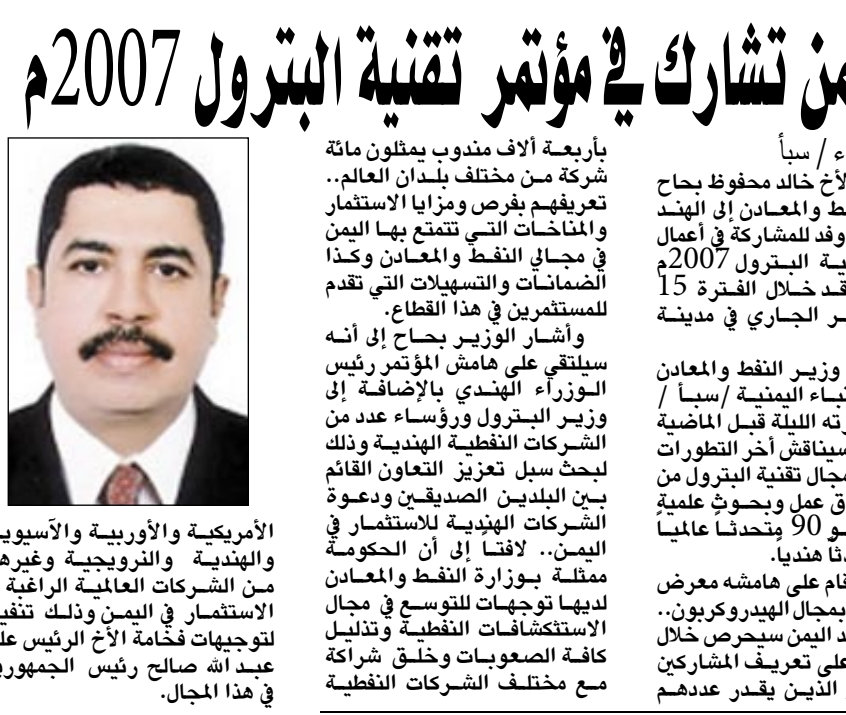 من تشارك في مؤتمر تقنية البترول 2007م
ء / سبأ
لأخ خالد محفوظ بحاح
ط والمعادن إلى الهند
وفد للمشاركة في أعمال
ية البترول 2007م
قد خلال الفترة 15
ر الجاري في مدينة
وزير النفط والمعادن
نباء اليمنية /سبأ /
رته الليلة قبل الماضية
سيناقش أخر التطورات
مجال تقنية البترول من
ق عمل وبحوث علمية
و 90 متحدثاً عالمياً
دثاً هندياً.
قام على هامشه معرض
بمجال الهيدروكربون..
د اليمن سيحرص خلال
على تعريف المشاركين
الذين يقدر عددهم
بأربعة ألاف مندوب يمثلون مائة
شركة من مختلف بلدان العالم..
تعريفهم بفرص ومزايا الاستثمار
والمناخات التي تتمتع بها اليمن
في مجالي النفط والمعادن وكذا
الضمانات والتسهيلات التي تقدم
للمستثمرين في هذا القطاع.
وأشار الوزير بحاح إلى أنه
سيلتقي على هامش المؤتمر رئيس
الوزراء الهندي بالإضافة إلى
وزير البترول ورؤساء عدد من
الشركات النفطية الهندية وذلك
لبحث سبل تعزيز التعاون القائم
بين البلدين الصديقين ودعوة
الشركات الهندية للاستثمار في
اليمن.. لافتاً إلى أن الحكومة
ممثلة بوزارة النفط والمعادن
لديها توجهات للتوسع في مجال
الاستكشافات النفطية وتذليل
كافة الصعوبات وخلق شراكة
مع مختلف الشركات النفطية
الأمريكية والأوربية والآسيوي
والهندية والنرويجية وغيره
من الشركات العالمية الراغبة
الاستثمار في اليمن وذلك تنفي
لتوجيهات فخامة الأخ الرئيس عل
عبد الله صالح رئيس الجمهور
في هذا المجال.